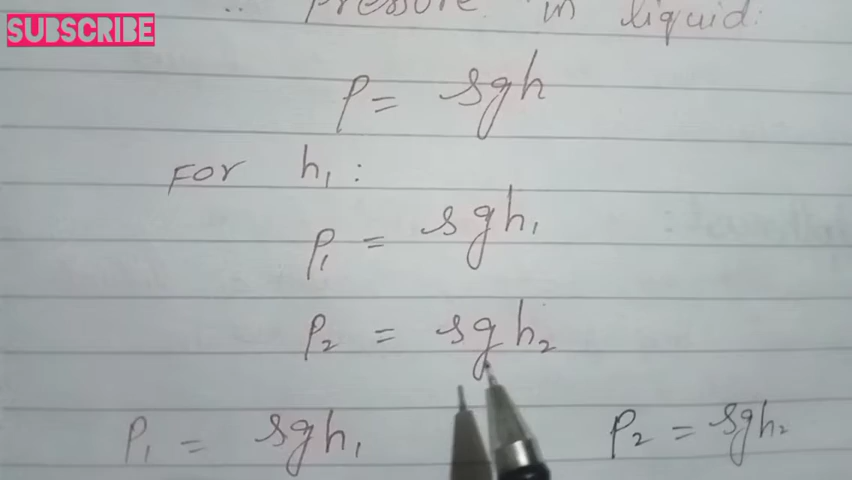 SUBSCRIBE
∴ Pressure in liquid:
P = sgh
For h₁ :
P₁ = sgh₁
P₂ = sgh₂
P₁ = sgh₁ P₂ = sgh₂